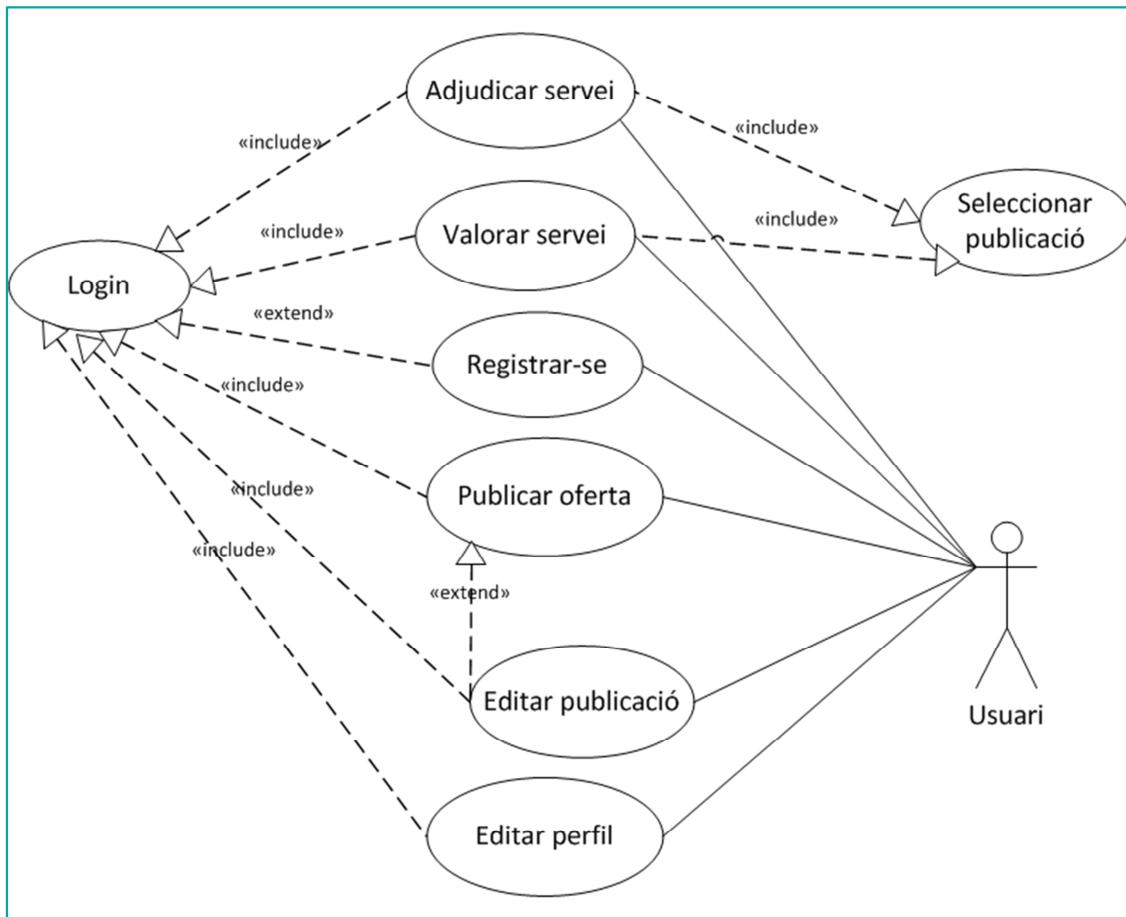 Adjudicar servei
«include»
«include»
Seleccionar
publicació
«include»
Valorar servei
«include»
Login
«extend»
Registrar-se
«include»
Publicar oferta
«include»
«include»
«extend»
Editar publicació
Usuari
Editar perfil